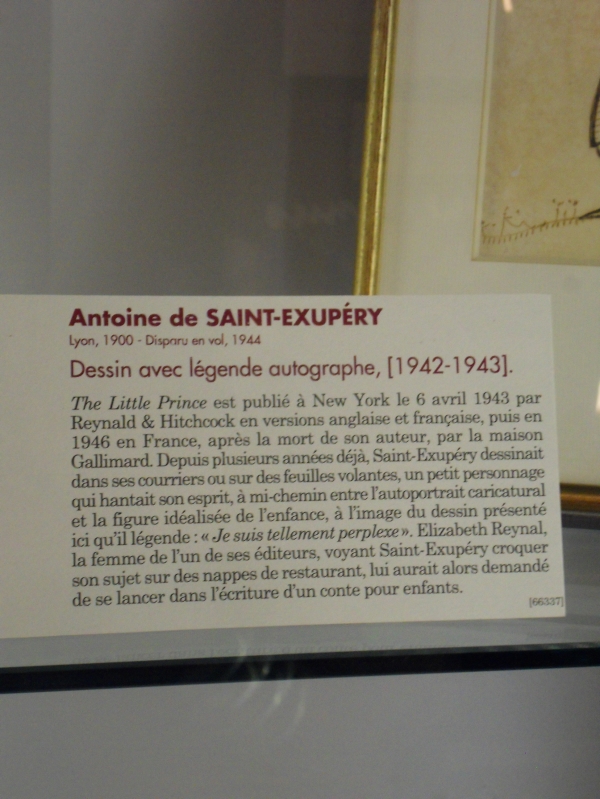 Antoine de SAINT-EXUPÉRY
Lyon, 1900 - Disparu en vol, 1944
Dessin avec légende autographe, [1942-1943].
The Little Prince est publié à New York le 6 avril 1943 par
Reynald & Hitchcock en versions anglaise et française, puis en
1946 en France, après la mort de son auteur, par la maison
Gallimard. Depuis plusieurs années déjà, Saint-Exupéry dessinait
dans ses courriers ou sur des feuilles volantes, un petit personnage
qui hantait son esprit, à mi-chemin entre l'autoportrait caricatural
et la figure idéalisée de l'enfance, à l'image du dessin présenté
ici qu'il légende : « Je suis tellement perplexe ». Elizabeth Reynal,
la femme de l'un de ses éditeurs, voyant Saint-Exupéry croquer
son sujet sur des nappes de restaurant, lui aurait alors demandé
de se lancer dans l'écriture d'un conte pour enfants.
[66337]